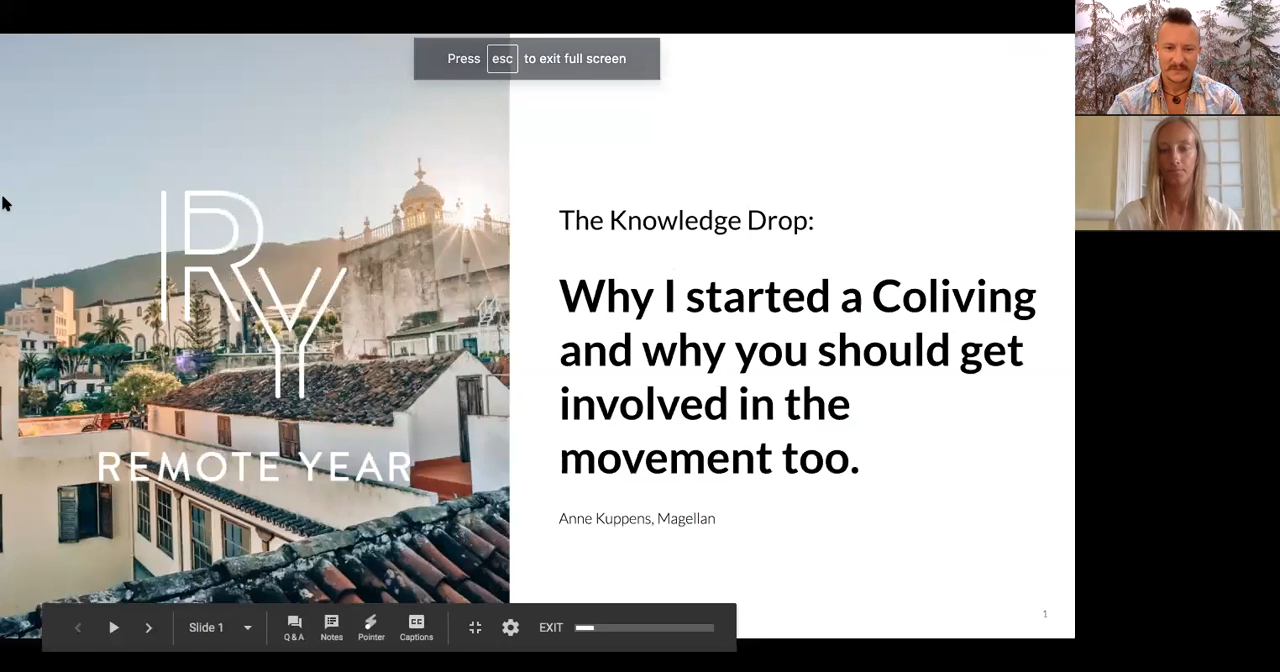 Press esc to exit full screen
RY
REMOTE YEAR
The Knowledge Drop:
Why I started a Coliving
and why you should get
involved in the
movement too.
Anne Kuppens, Magellan
1
Slide 1
Q & A
Notes
Pointer
CC
Captions
EXIT